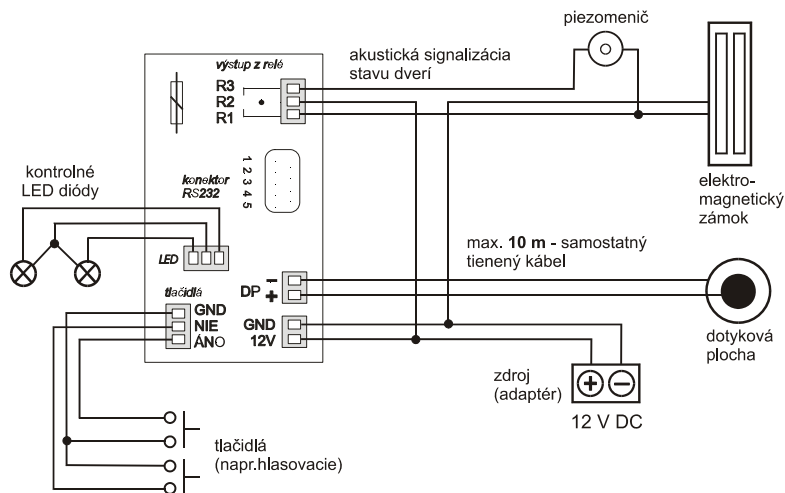 piezomenič
výstup z relé
akustická signalizácia
stavu dverí
R3
R2
R1
kontrolné
LED diódy
konektor
RS232
1
2
3
4
5
elektro-
magnetický
zámok
LED
max. 10 m - samostatný
tienený kábel
DP
-
+
tlačidlá
GND
NIE
ÁNO
GND
12V
dotyková
plocha
zdroj
(adaptér)
+
-
12 V DC
tlačidlá
(napr.hlasovacie)